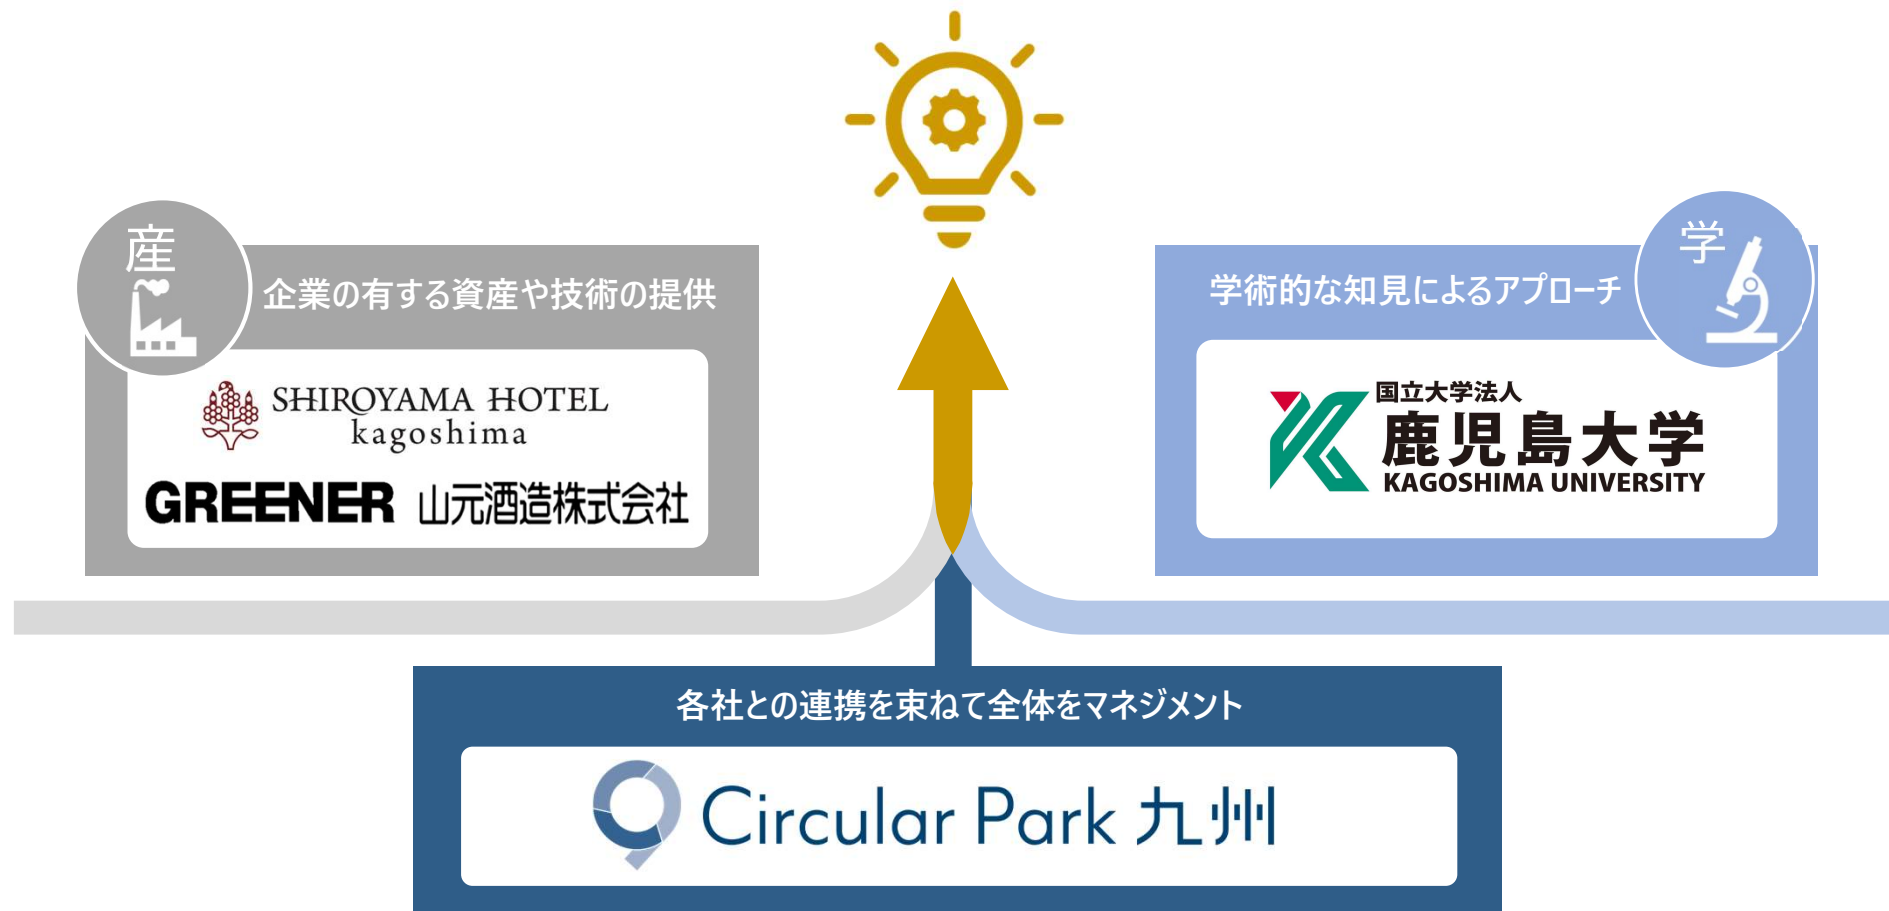 産
企業の有する資産や技術の提供
SHIROYAMA HOTEL
kagoshima
GREENER 山元酒造株式会社
学
学術的な知見によるアプローチ
国立大学法人
鹿児島大学
KAGOSHIMA UNIVERSITY
各社との連携を束ねて全体をマネジメント
Circular Park 九州